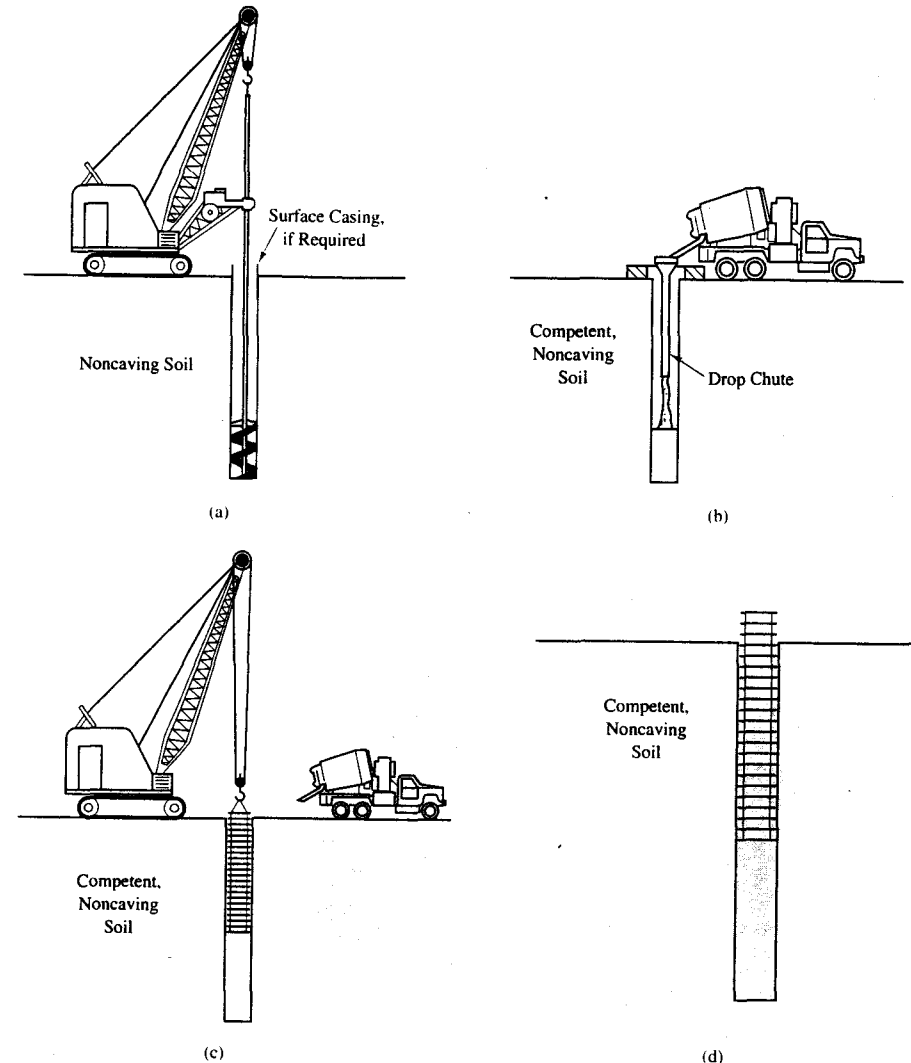 Surface Casing,
if Required
Noncaving Soil
(a)
Competent,
Noncaving
Soil
Drop Chute
(b)
Competent,
Noncaving
Soil
(c)
Competent,
Noncaving
Soil
(d)